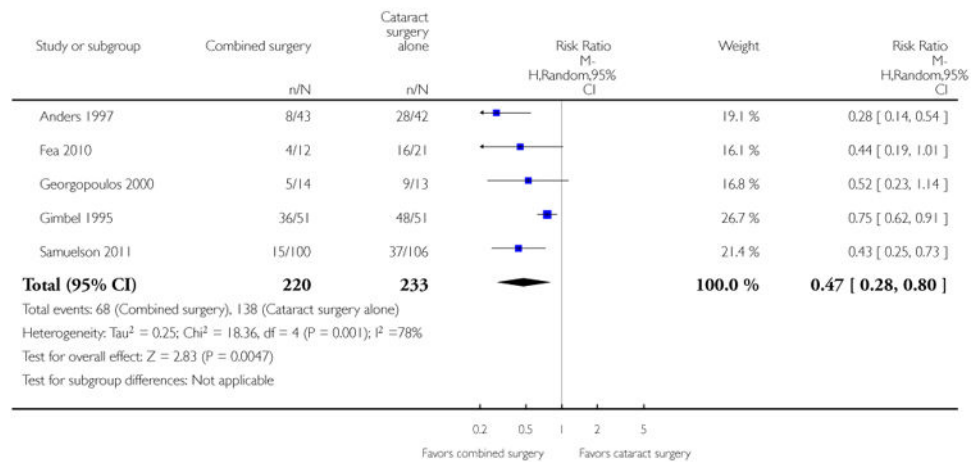 Study or subgroup Combined surgery Cataract surgery alone Risk Ratio Weight Risk Ratio
M-H,Random,95% CI M-H,Random,95% CI
n/N n/N
Anders 1997 8/43 28/42 19.1 % 0.28 [ 0.14, 0.54 ]
Fea 2010 4/12 16/21 16.1 % 0.44 [ 0.19, 1.01 ]
Georgopoulos 2000 5/14 9/13 16.8 % 0.52 [ 0.23, 1.14 ]
Gimbel 1995 36/51 48/51 26.7 % 0.75 [ 0.62, 0.91 ]
Samuelson 2011 15/100 37/106 21.4 % 0.43 [ 0.25, 0.73 ]
Total (95% CI) 220 233 100.0 % 0.47 [ 0.28, 0.80 ]
Total events: 68 (Combined surgery), 138 (Cataract surgery alone)
Heterogeneity: Tau² = 0.25; Chi² = 18.36, df = 4 (P = 0.001); I² =78%
Test for overall effect: Z = 2.83 (P = 0.0047)
Test for subgroup differences: Not applicable
0.2 0.5 1 2 5
Favors combined surgery Favors cataract surgery